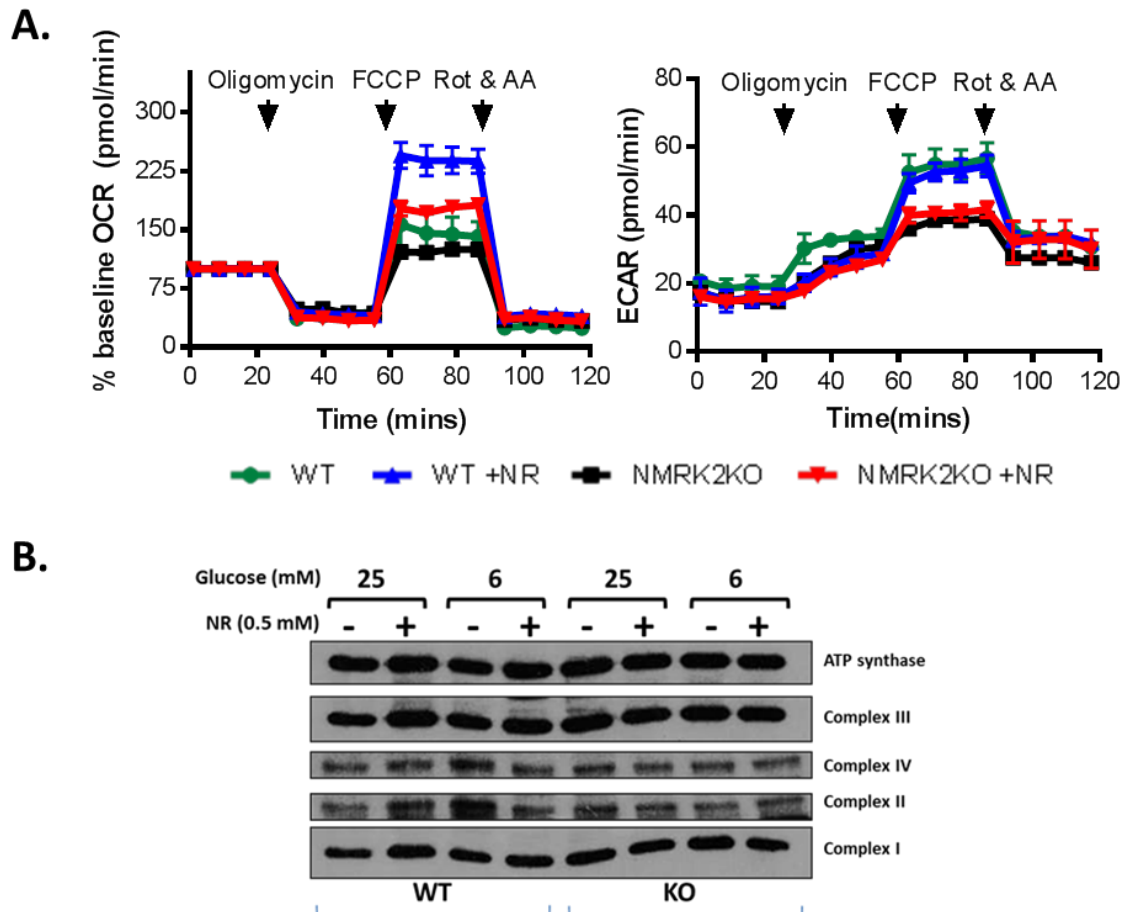 A.
Oligomycin FCCP Rot & AA
% baseline OCR (pmol/min)
300
225
150
75
0
0 20 40 60 80 100 120
Time (mins)
Oligomycin FCCP Rot & AA
ECAR (pmol/min)
80
60
40
20
0
0 20 40 60 80 100 120
Time(mins)
WT WT +NR NMRK2KO NMRK2KO +NR
B.
Glucose (mM) 25 6 25 6
NR (0.5 mM) - + - + - + - +
ATP synthase
Complex III
Complex IV
Complex II
Complex I
WT KO